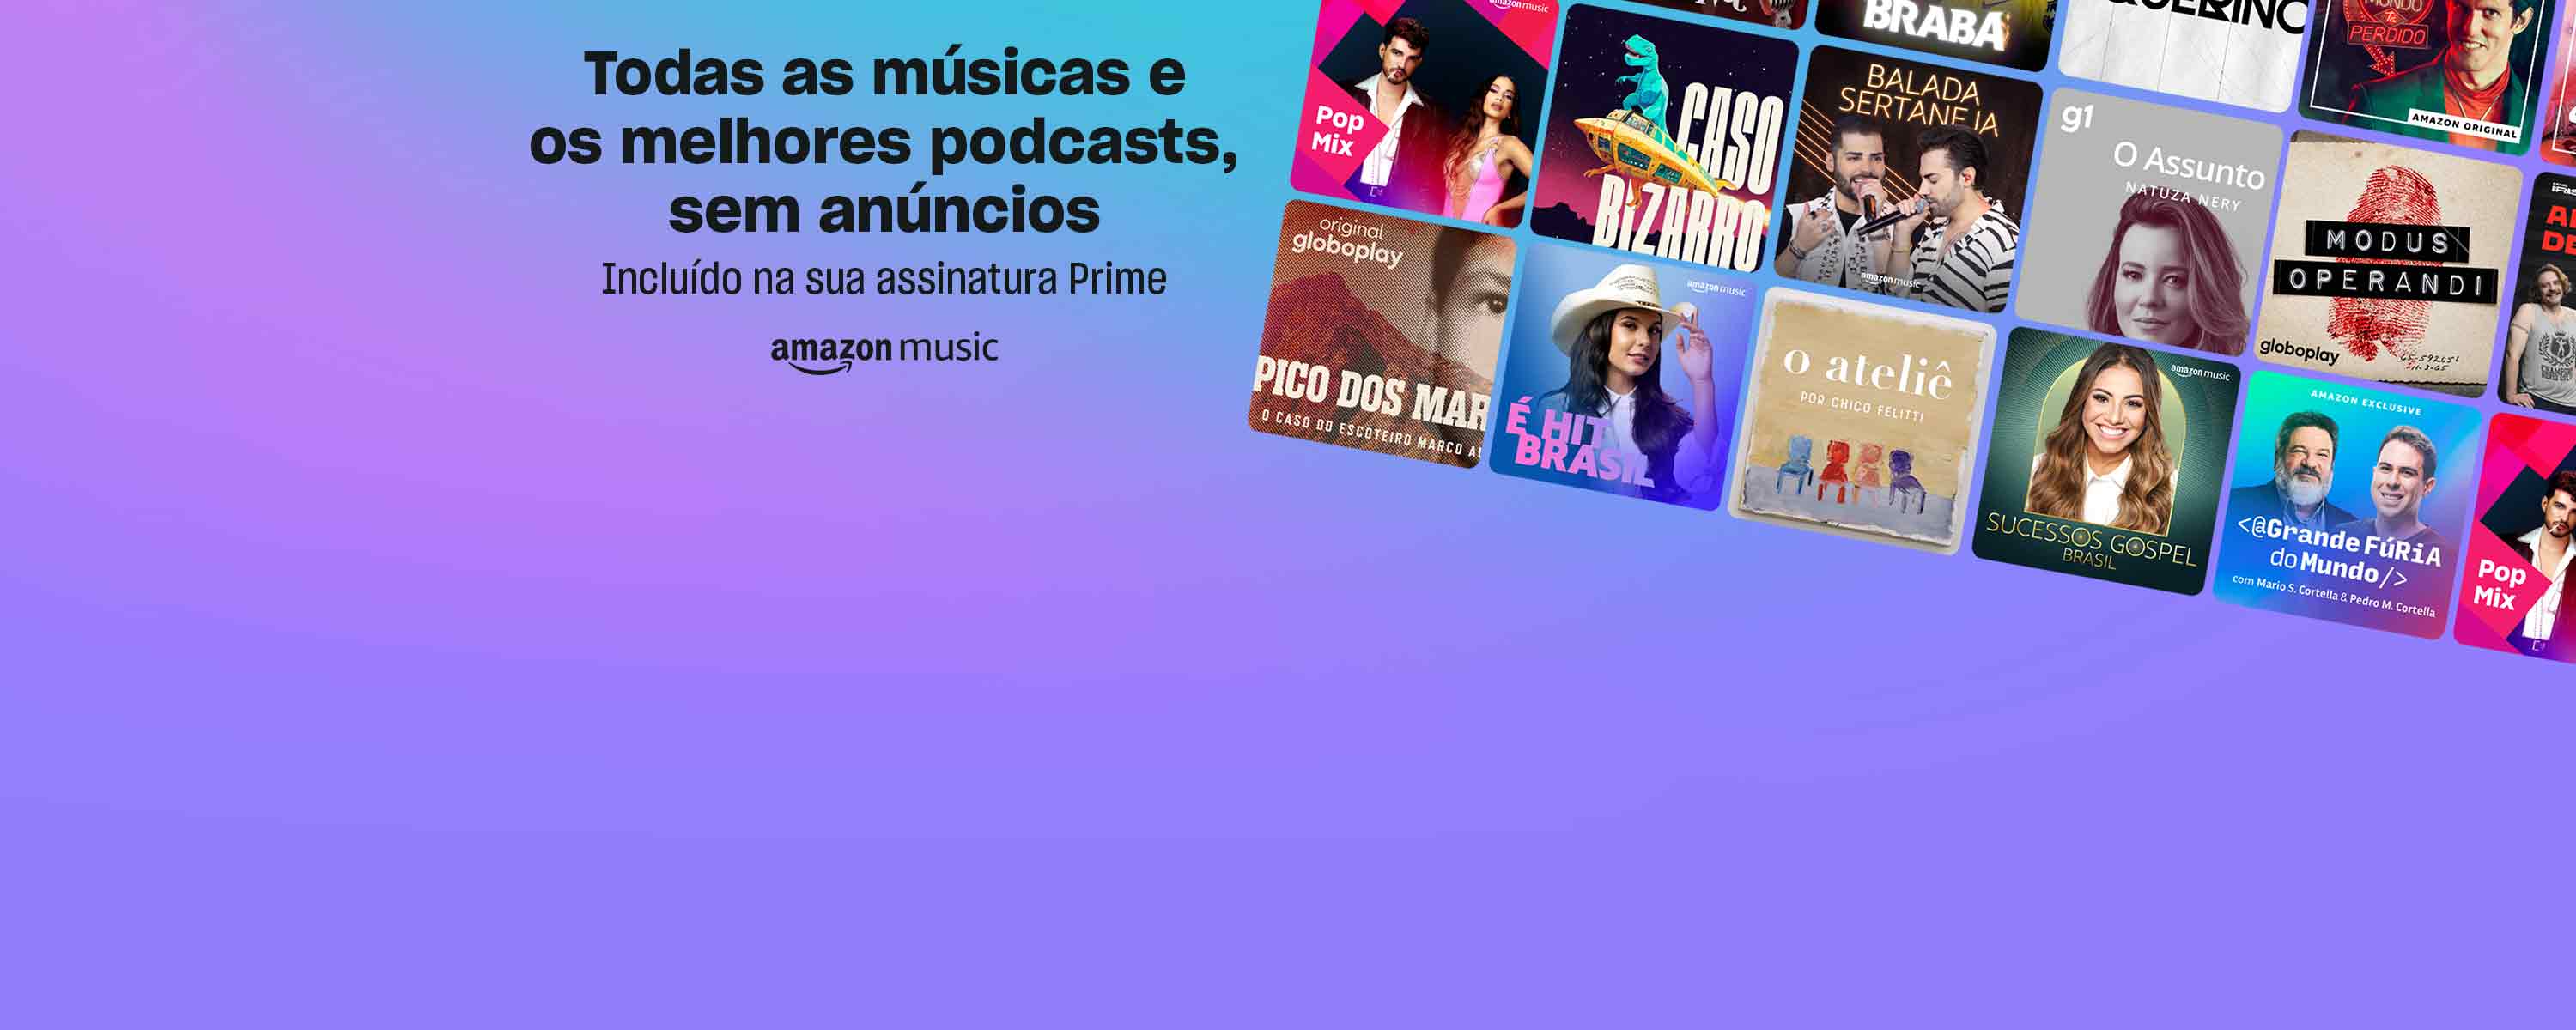 Todas as músicas e
os melhores podcasts,
sem anúncios
Incluído na sua assinatura Prime
amazon music
amazon music
Pop
Mix
CASO
BIZARRO
BRABA
BALADA
SERTANEJA
amazon music
g1
O Assunto
NATUZA NERY
MUNDO
Te
PERDIDO
AMAZON ORIGINAL
MODUS
OPERANDI
globoplay
original
globoplay
PICO DOS MAR
O CASO DO ESCOTEIRO MARCO AU
amazon music
É HIT
BRASIL
o ateliê
POR CHICO FELITTI
amazon music
SUCESSOS GOSPEL
BRASIL
AMAZON EXCLUSIVE
<@Grande FúRiA
do Mundo/>
com Mario S. Cortella & Pedro M. Cortella
Pop
Mix